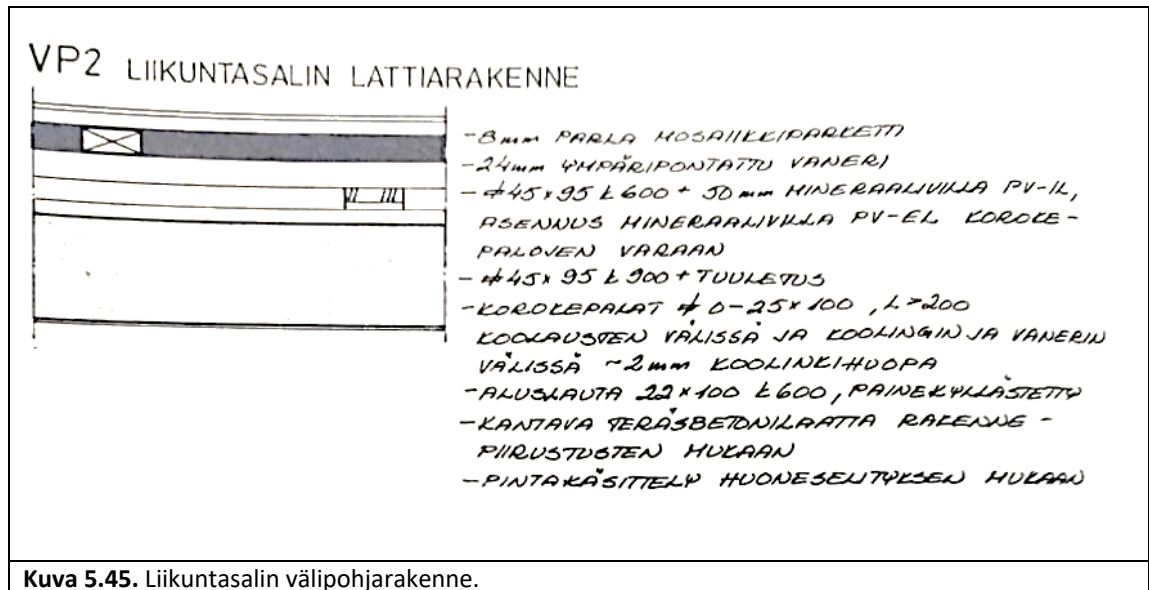 VP2 LIIKUNTASALIN LATTIARAKENNE
-8mm PARLA MOSAIIKKIPARKETTI
-24mm YMPÄRIPONTATTU VANERI
- ⌗45x95 k600 + 50mm MINERAALIVILLA PV-IL,
ASENNUS MINERAALIVILLA PV-EL KOROKE-
PALOJEN VARAAN
- ⌗45x95 k900 + TUULETUS
-KOROKEPALAT ⌗ 0-25x100, L=200
KOOLAUSTEN VÄLISSÄ JA KOOLINGIN JA VANERIN
VÄLISSÄ ~2mm KOOLINKIHUOPA
-ALUSLAUTA 22x100 k600, PAINEKYLLÄSTETTY
-KANTAVA TERÄSBETONILAATTA RAKENNE-
PIIRUSTUSTEN MUKAAN
-PINTAKÄSITTELY HUONESELITYKSEN MUKAAN
Kuva 5.45. Liikuntasalin välipohjarakenne.